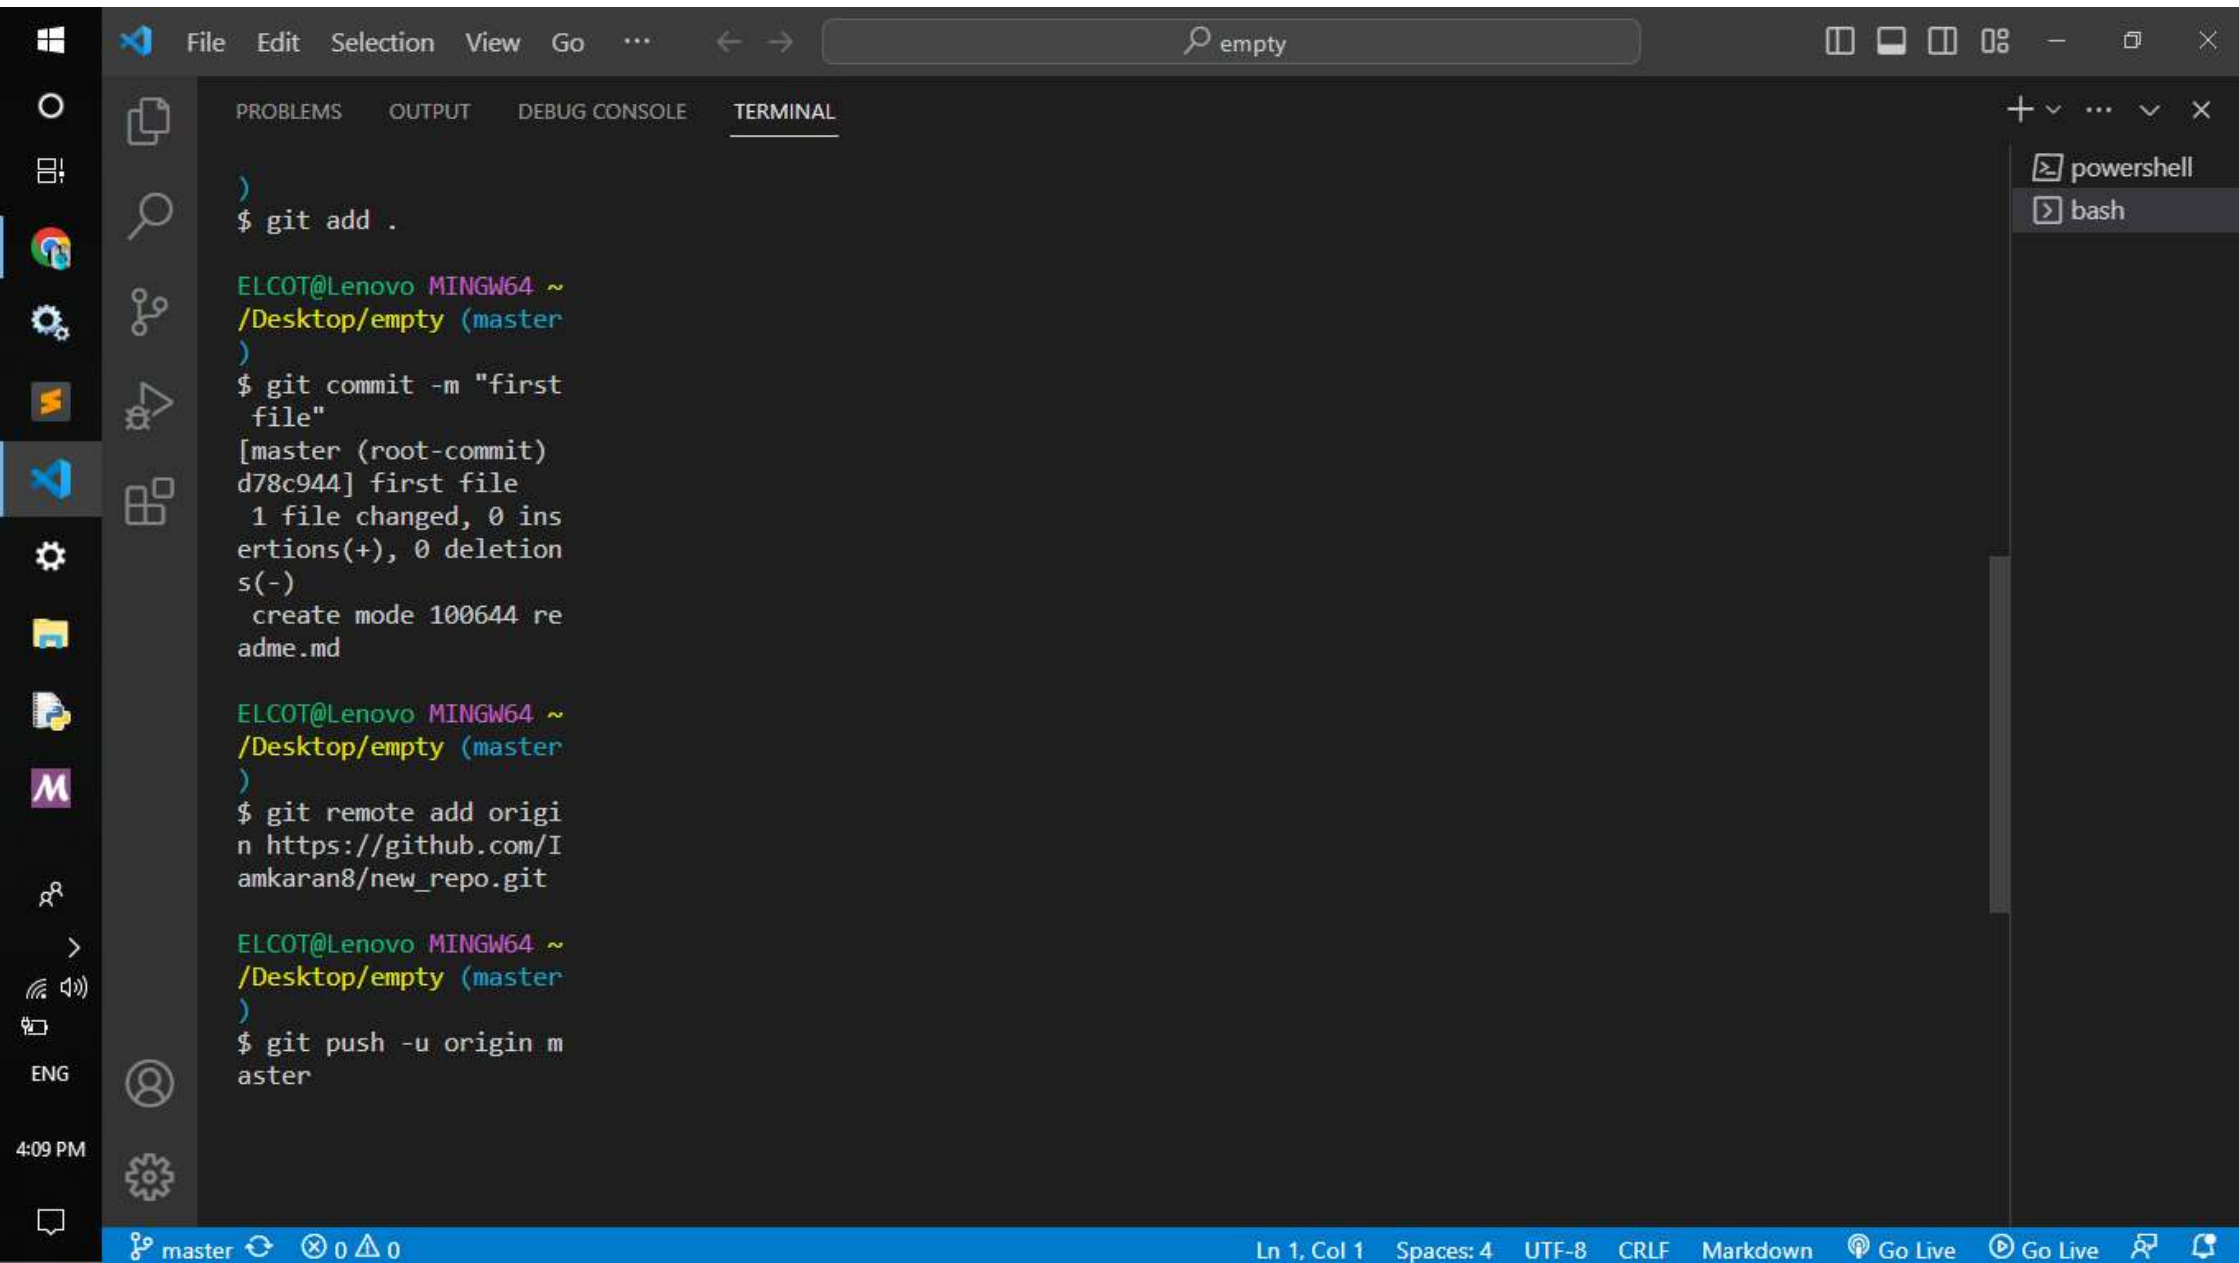 File Edit Selection View Go ··· empty
PROBLEMS OUTPUT DEBUG CONSOLE TERMINAL
powershell
bash
)
$ git add .
ELCOT@Lenovo MINGW64 ~
/Desktop/empty (master
)
$ git commit -m "first
 file"
[master (root-commit)
d78c944] first file
 1 file changed, 0 ins
ertions(+), 0 deletion
s(-)
 create mode 100644 re
adme.md
ELCOT@Lenovo MINGW64 ~
/Desktop/empty (master
)
$ git remote add origi
n https://github.com/I
amkaran8/new_repo.git
ELCOT@Lenovo MINGW64 ~
/Desktop/empty (master
)
$ git push -u origin m
aster
ENG
4:09 PM
master 0 0 Ln 1, Col 1 Spaces: 4 UTF-8 CRLF Markdown Go Live Go Live